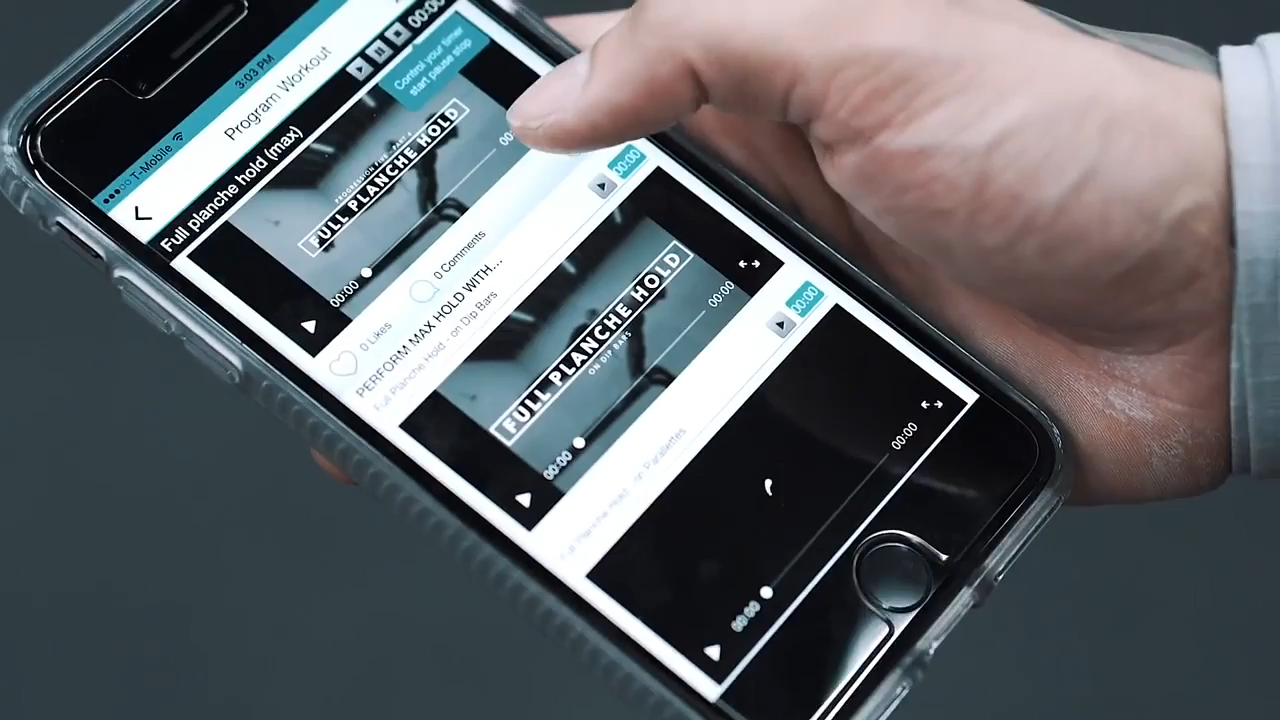 ●●●○○ T-Mobile 3:03 PM
Program Workout
Full planche hold (max)
00:00
Control your timer
start pause stop
PROGRESSION FIVE - PART
FULL PLANCHE HOLD
00:00
00:
0 Likes
0 Comments
00:00
PERFORM MAX HOLD WITH...
Full Planche Hold - on Dip Bars
FULL PLANCHE HOLD
ON DIP BARS
00:00
00:00
00:00
Full Planche Hold - on Parallettes
00:00
00:00